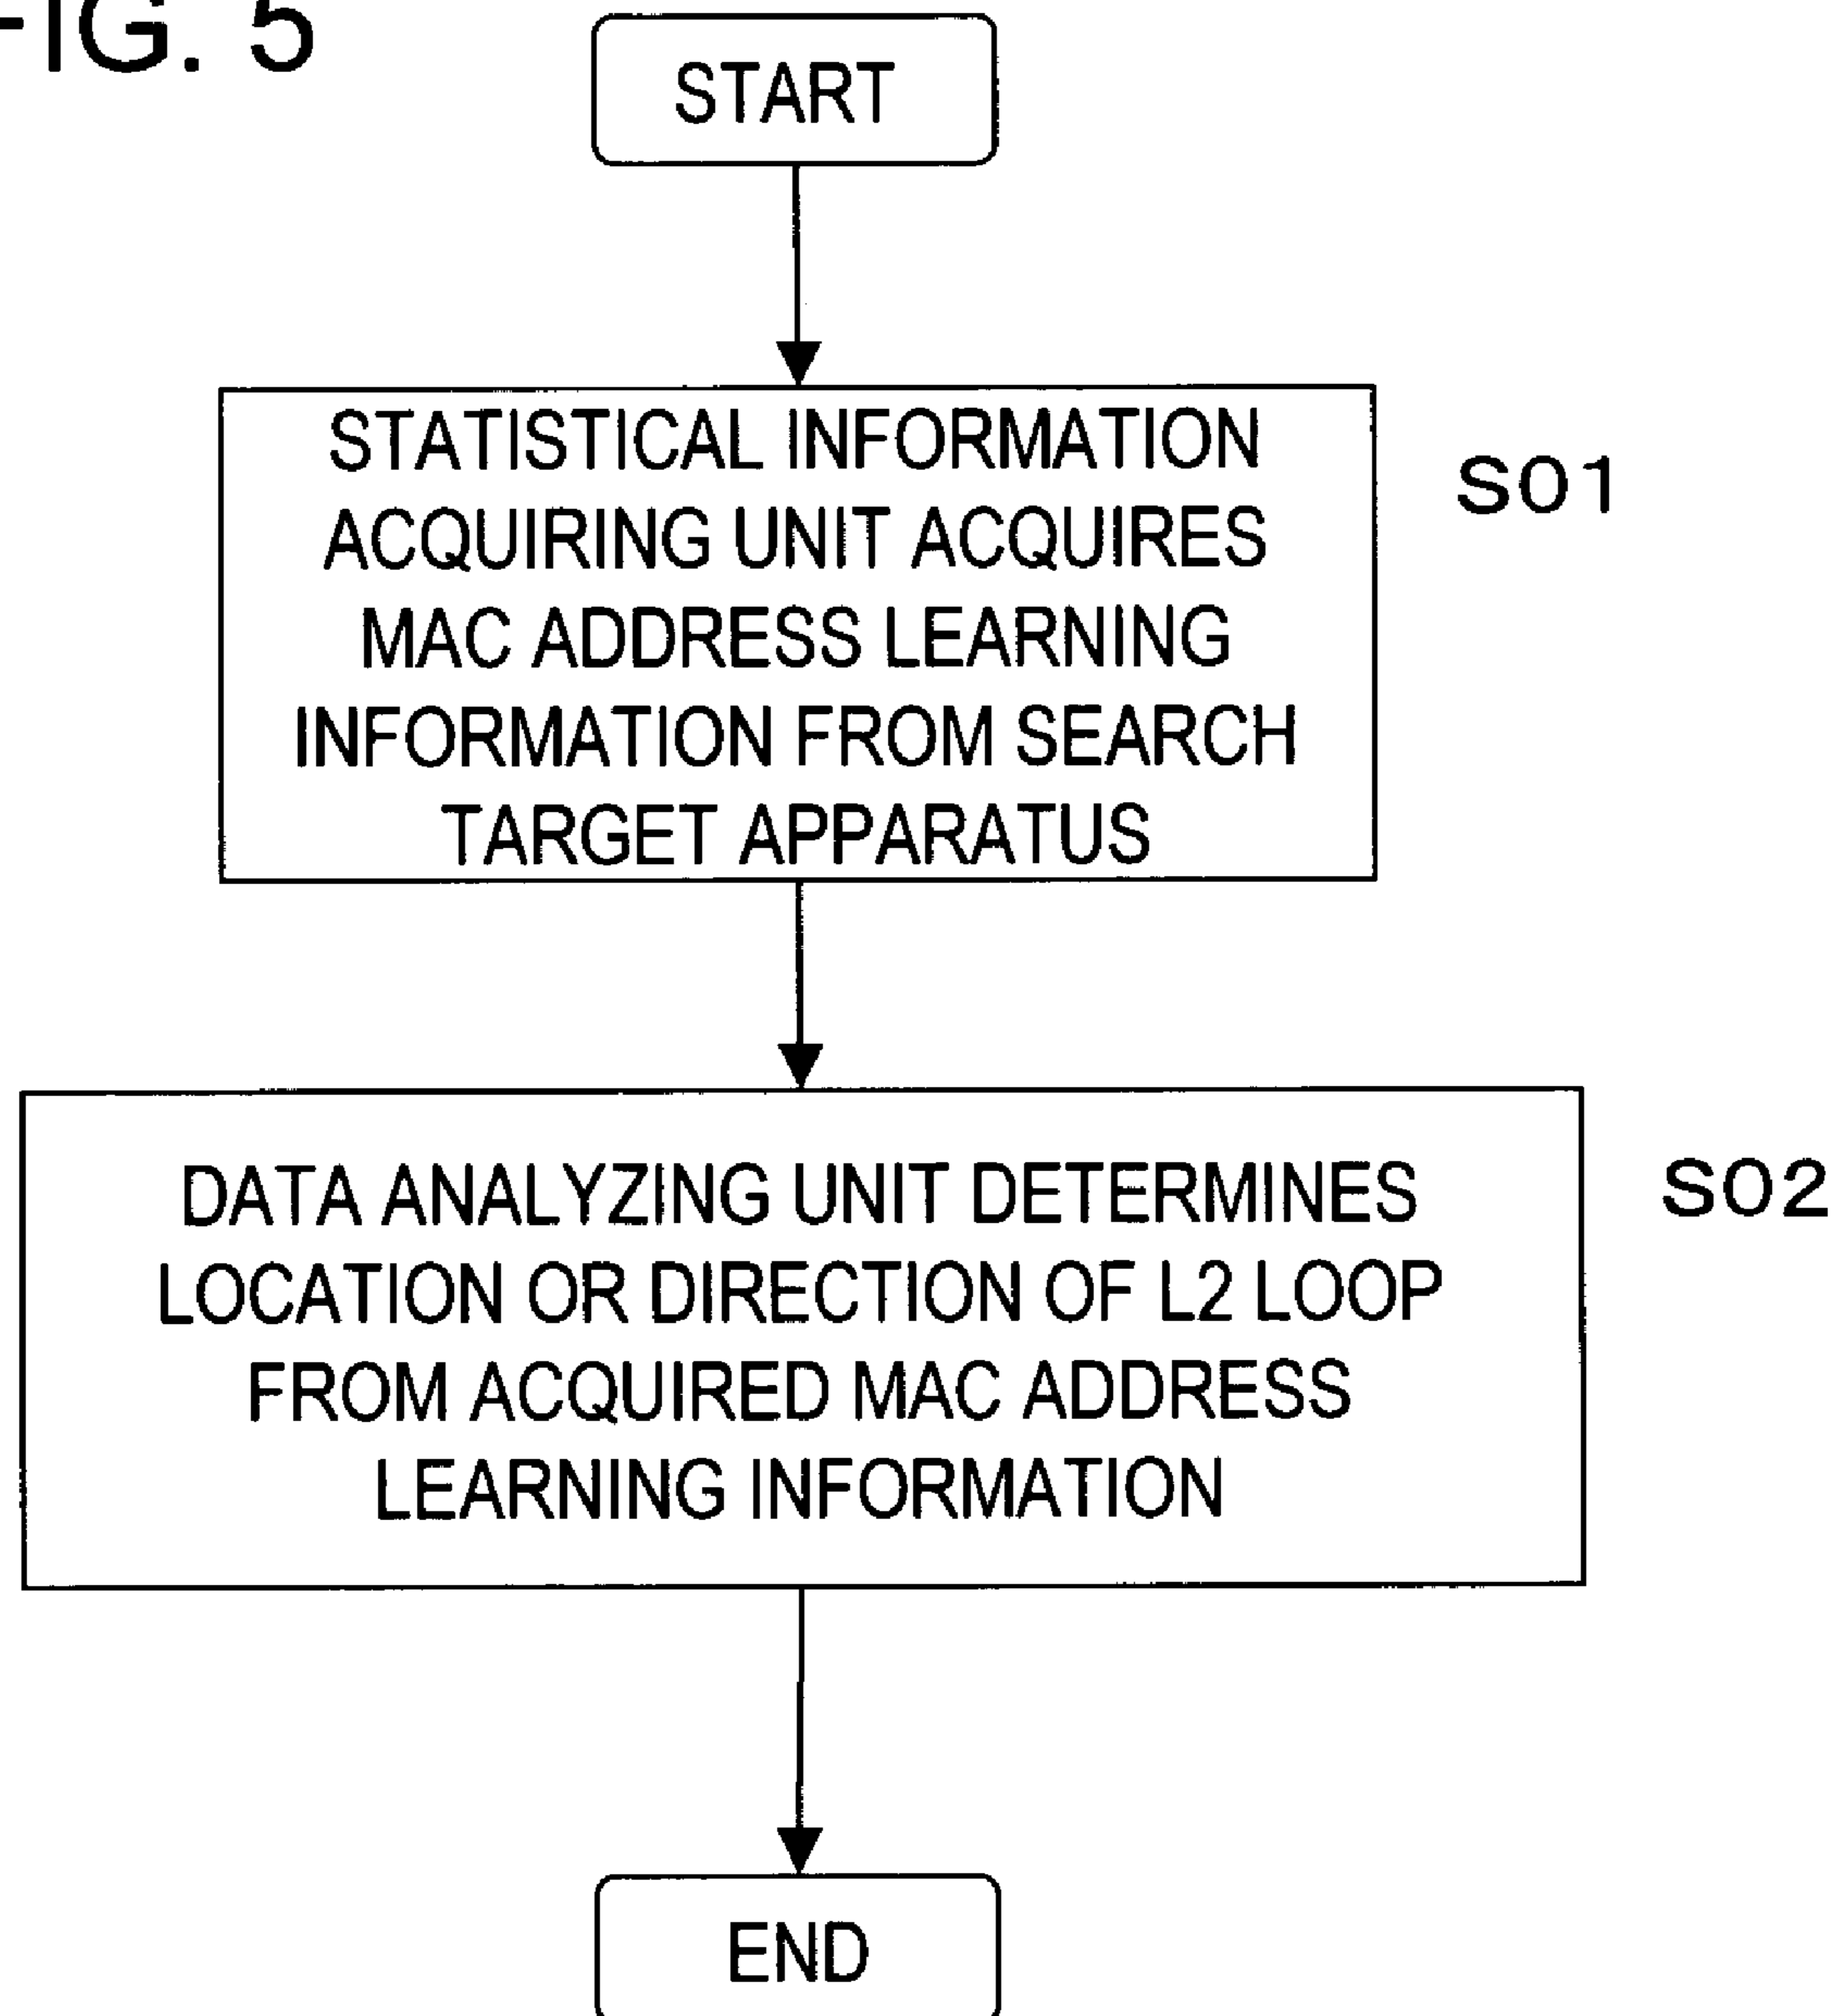 FIG. 5
START
STATISTICAL INFORMATION
ACQUIRING UNIT ACQUIRES
MAC ADDRESS LEARNING
INFORMATION FROM SEARCH
TARGET APPARATUS
S01
DATA ANALYZING UNIT DETERMINES
LOCATION OR DIRECTION OF L2 LOOP
FROM ACQUIRED MAC ADDRESS
LEARNING INFORMATION
S02
END